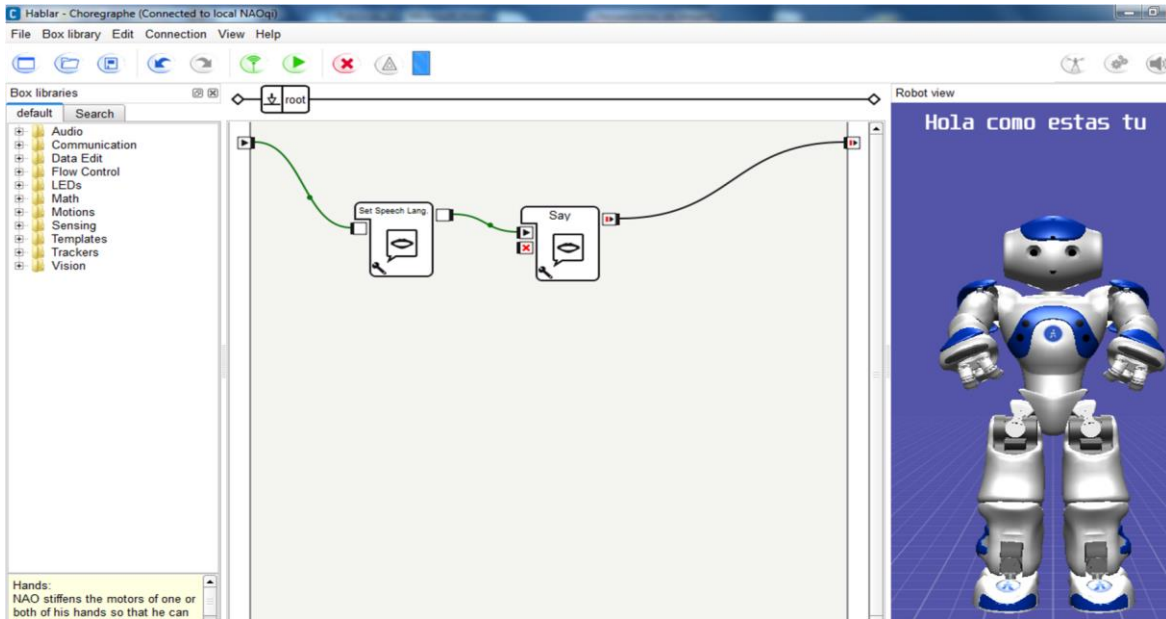 Hablar - Choregraphe (Connected to local NAOqi)
File Box library Edit Connection View Help
Box libraries
default Search
Audio
Communication
Data Edit
Flow Control
LEDs
Math
Motions
Sensing
Templates
Trackers
Vision
Hands:
NAO stiffens the motors of one or
both of his hands so that he can
root
Set Speech Lang.
Say
Robot view
Hola como estas tu